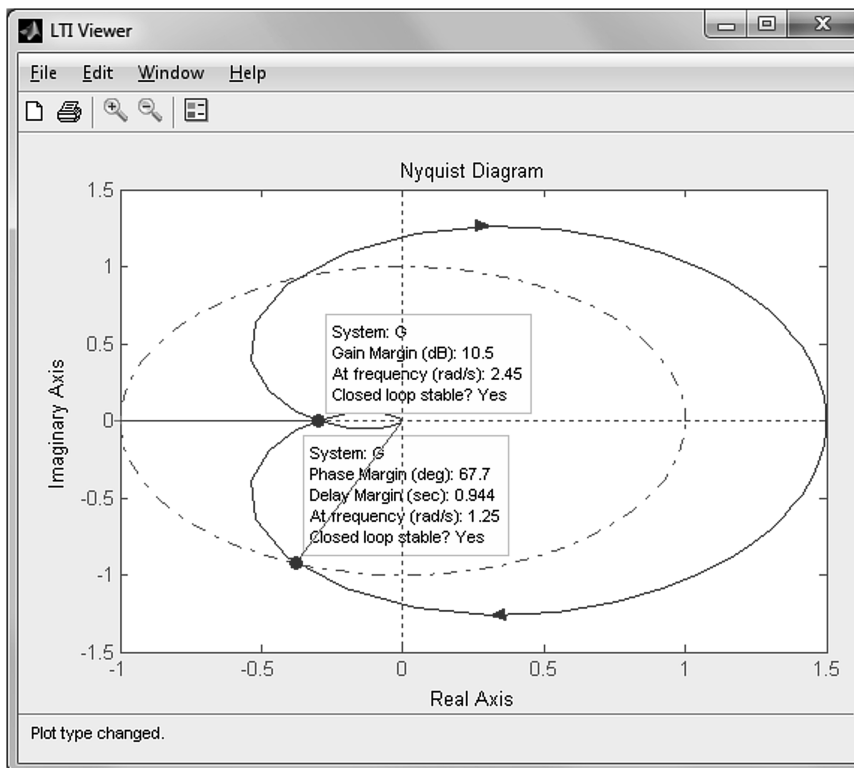 LTI Viewer
File Edit Window Help
Nyquist Diagram
1.5
1
0.5
0
-0.5
-1
-1.5
Imaginary Axis
System: G
Gain Margin (dB): 10.5
At frequency (rad/s): 2.45
Closed loop stable? Yes
System: G
Phase Margin (deg): 67.7
Delay Margin (sec): 0.944
At frequency (rad/s): 1.25
Closed loop stable? Yes
-1 -0.5 0 0.5 1 1.5
Real Axis
Plot type changed.